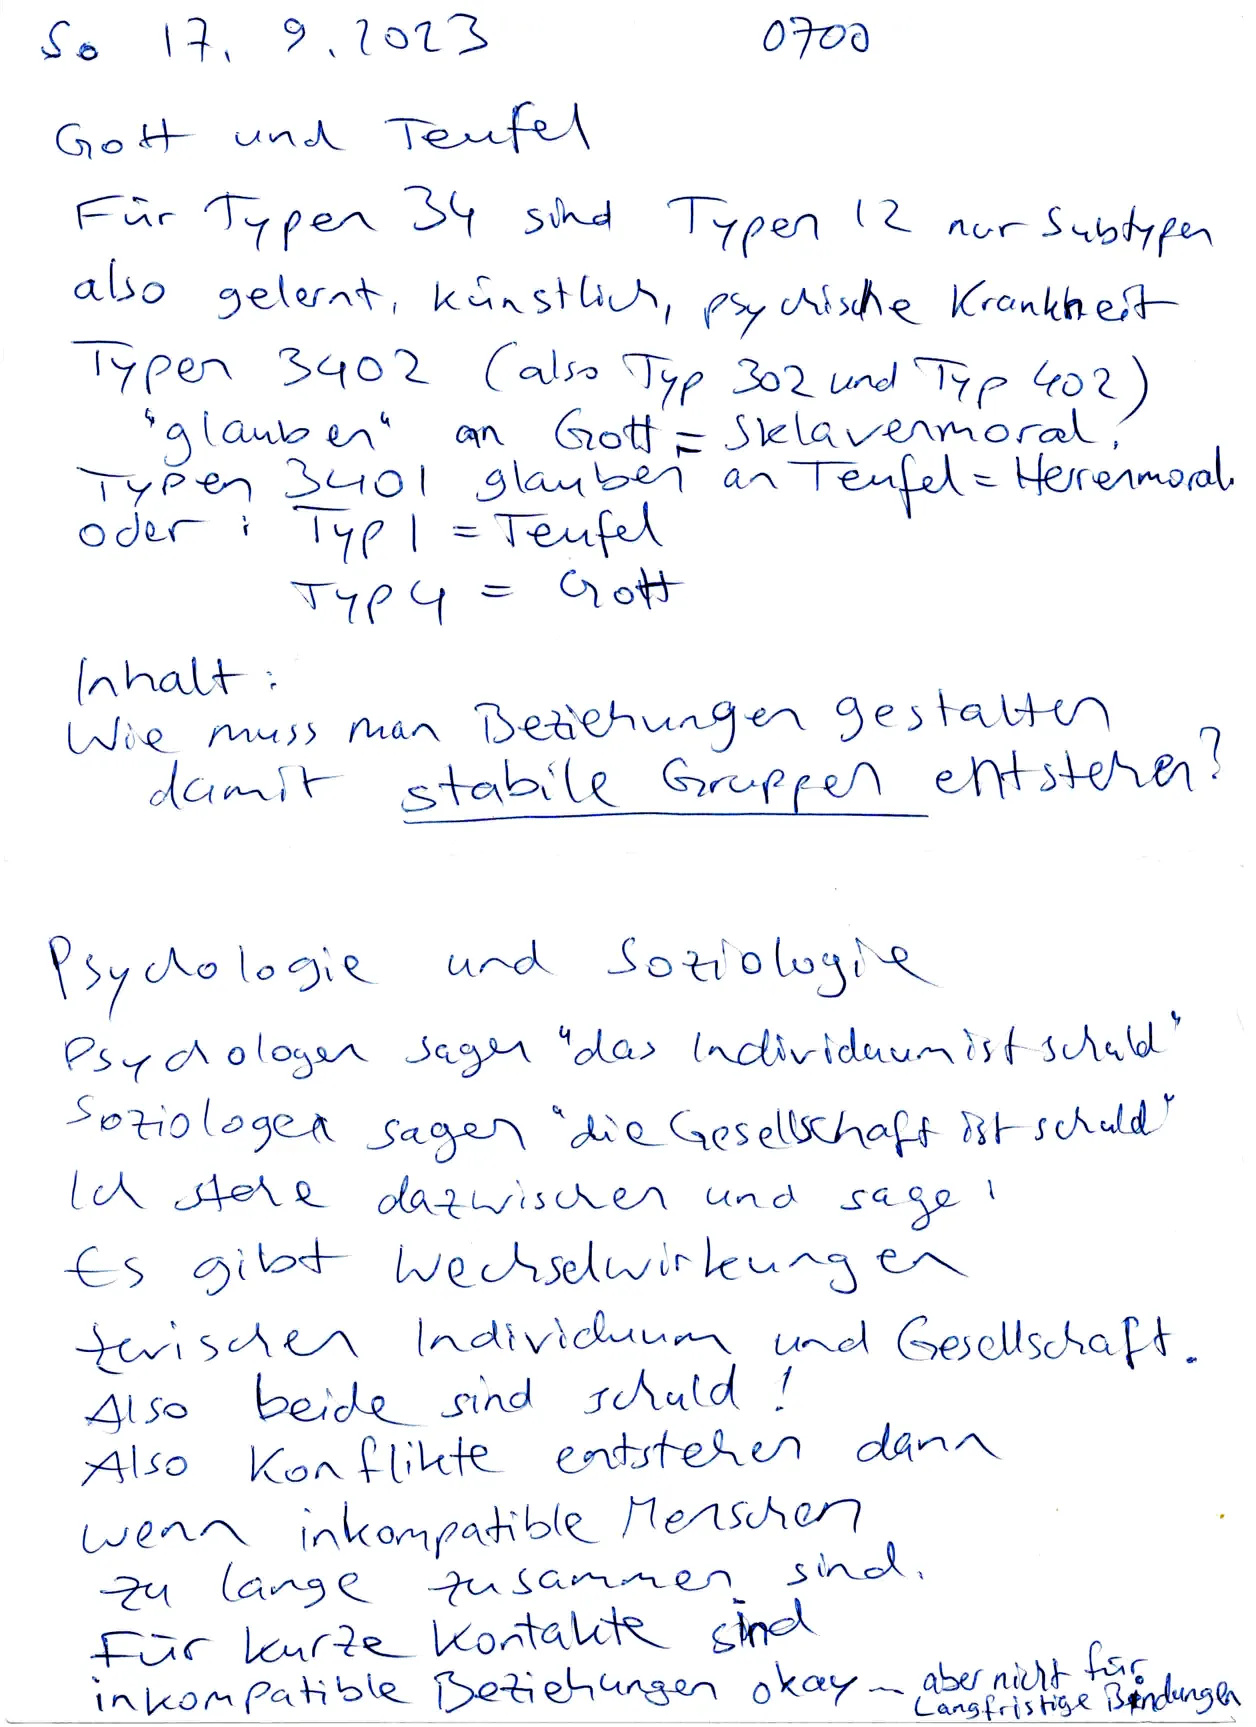 So 17. 9. 2023 0700
Gott und Teufel
Für Typen 34 sind Typen 12 nur Subtypen
also gelernt, künstlich, psychische Krankheit
Typen 3402 (also Typ 302 und Typ 402)
"glauben" an Gott = Sklavenmoral.
Typen 3401 glauben an Teufel = Herrenmoral.
oder: Typ 1 = Teufel
Typ 4 = Gott
Inhalt:
Wie muss man Beziehungen gestalten
damit stabile Gruppen entstehen?
Psychologie und Soziologie
Psychologen sagen "das Individuum ist schuld"
Soziologen sagen "die Gesellschaft ist schuld"
Ich stehe dazwischen und sage:
Es gibt Wechselwirkungen
zwischen Individuum und Gesellschaft.
Also beide sind schuld!
Also Konflikte entstehen dann
wenn inkompatible Menschen
zu lange zusammen sind.
Für kurze Kontakte sind
inkompatible Beziehungen okay — aber nicht für
Langfristige Bindungen